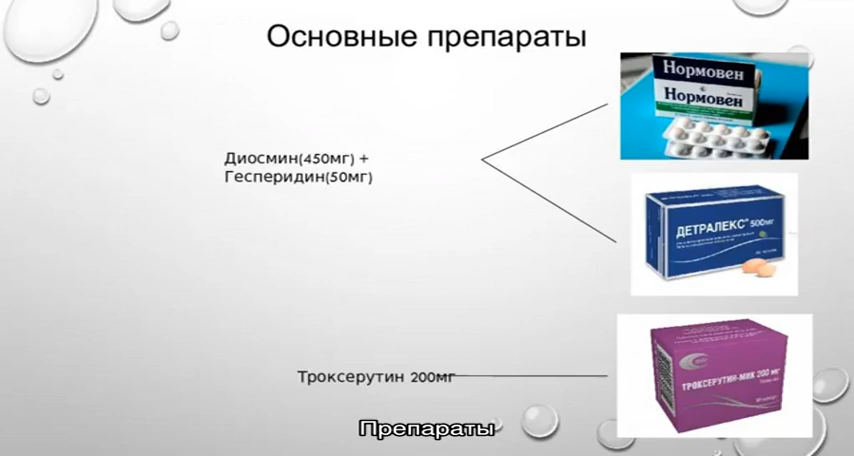 Основные препараты
Нормовен
Нормовен
Диосмин(450мг) +
Гесперидин(50мг)
ДЕТРАЛЕКС® 500мг
Троксерутин 200мг
ТРОКСЕРУТИН-МИК 200 мг
Препараты